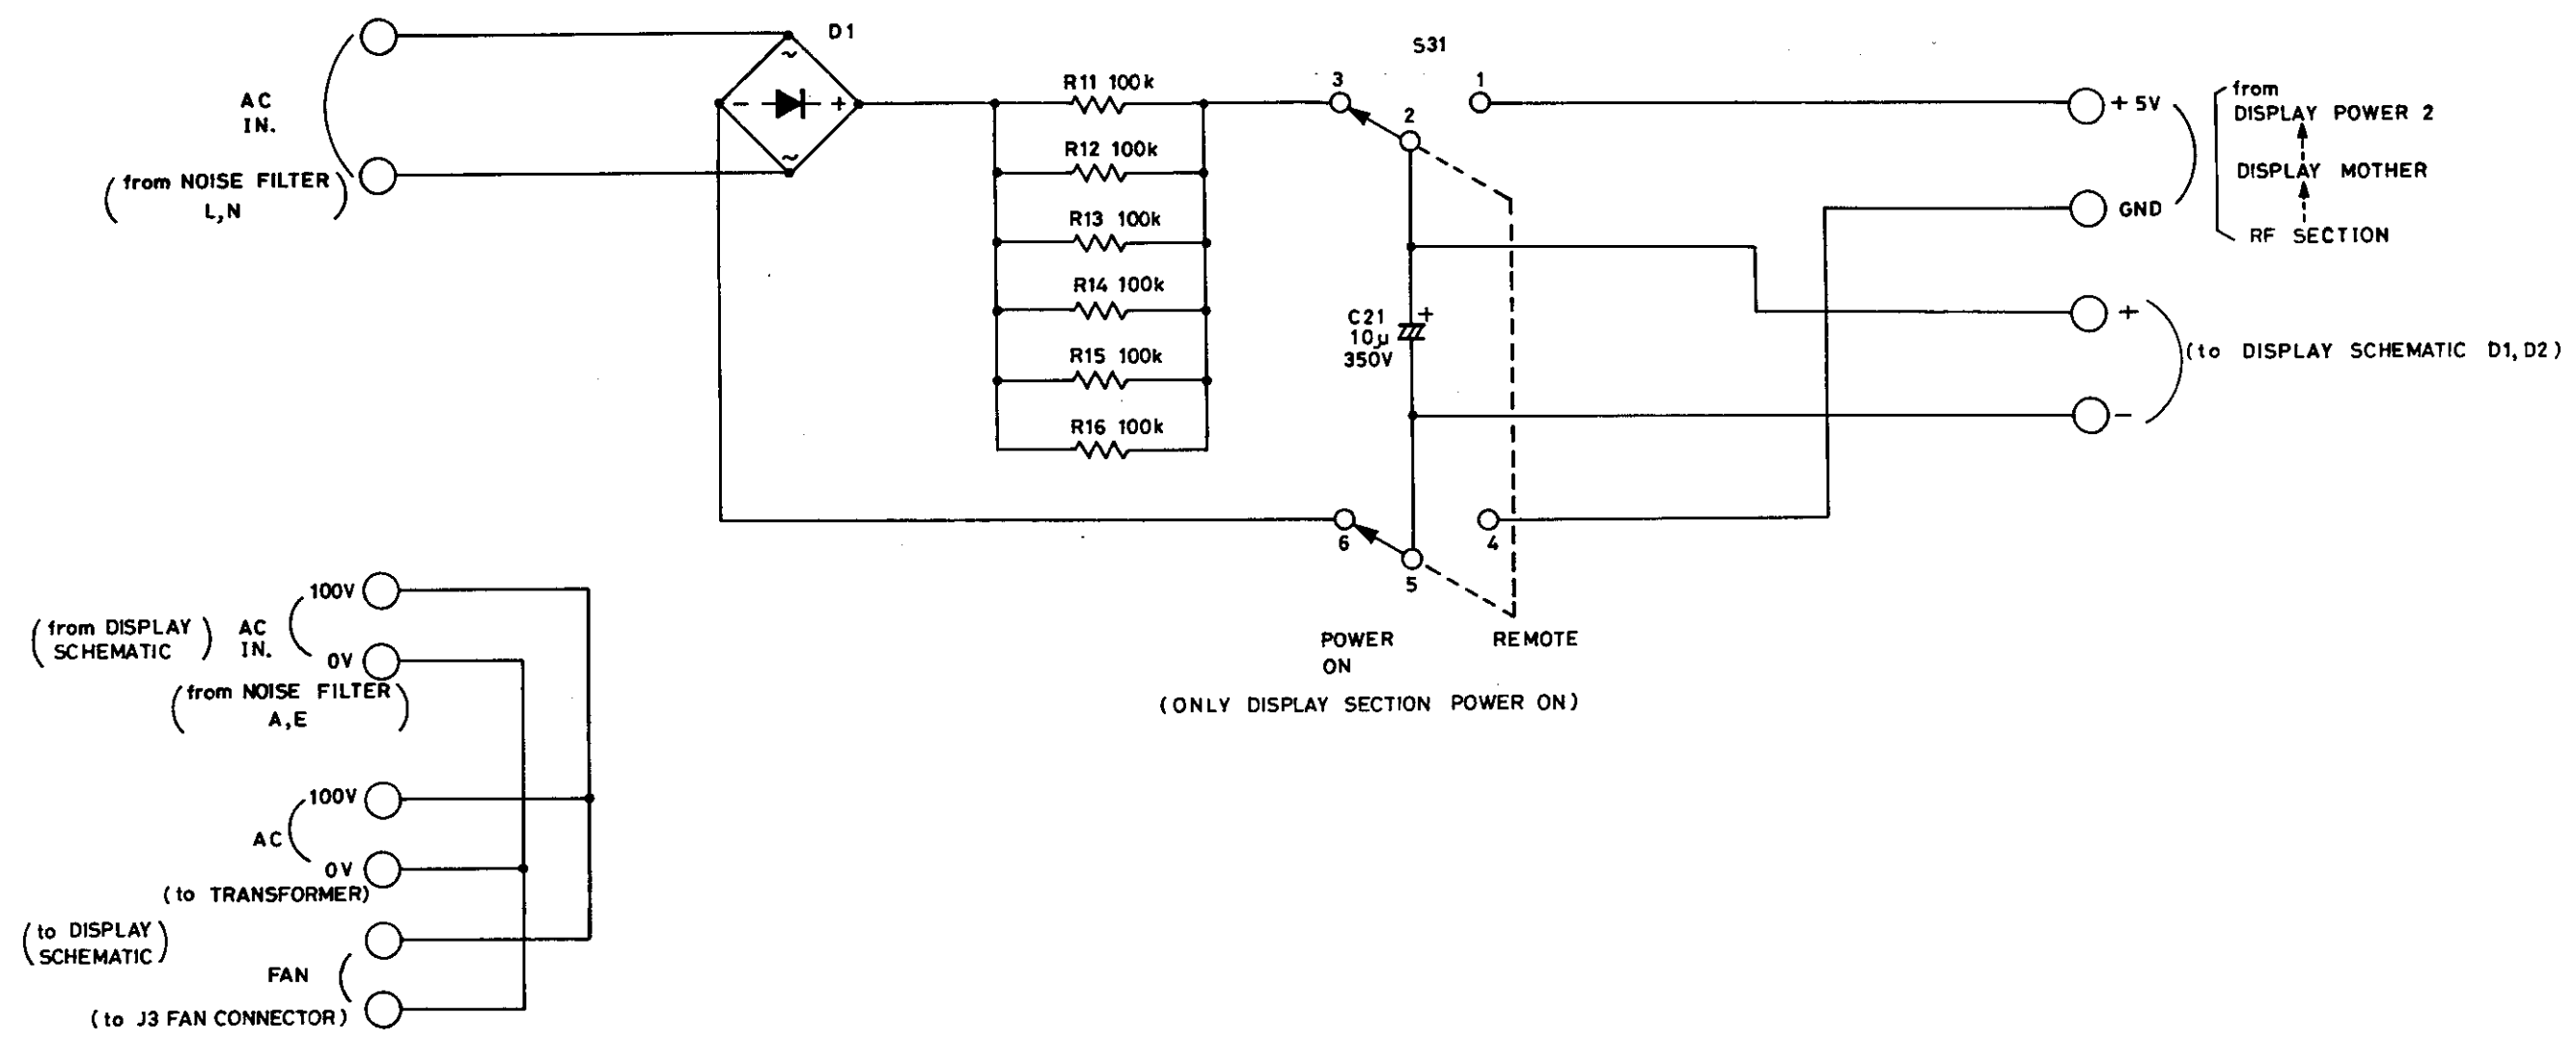 D1
~
- +
~
AC
IN.
(from NOISE FILTER
L,N)
R11 100k
R12 100k
R13 100k
R14 100k
R15 100k
R16 100k
S31
3
2
1
C21
10μ
350V
+
6
5
4
POWER
ON
REMOTE
(ONLY DISPLAY SECTION POWER ON)
+ 5V
GND
from
DISPLAY POWER 2
DISPLAY MOTHER
RF SECTION
+
-
(to DISPLAY SCHEMATIC D1, D2)
(from DISPLAY
SCHEMATIC)
AC
IN.
100V
0V
(from NOISE FILTER
A,E)
AC
100V
0V
(to TRANSFORMER)
(to DISPLAY
SCHEMATIC)
FAN
(to J3 FAN CONNECTOR)